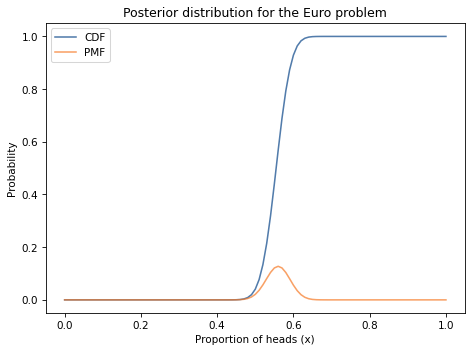 Posterior distribution for the Euro problem
CDF
PMF
1.0
0.8
0.6
0.4
0.2
0.0
Probability
0.0 0.2 0.4 0.6 0.8 1.0
Proportion of heads (x)